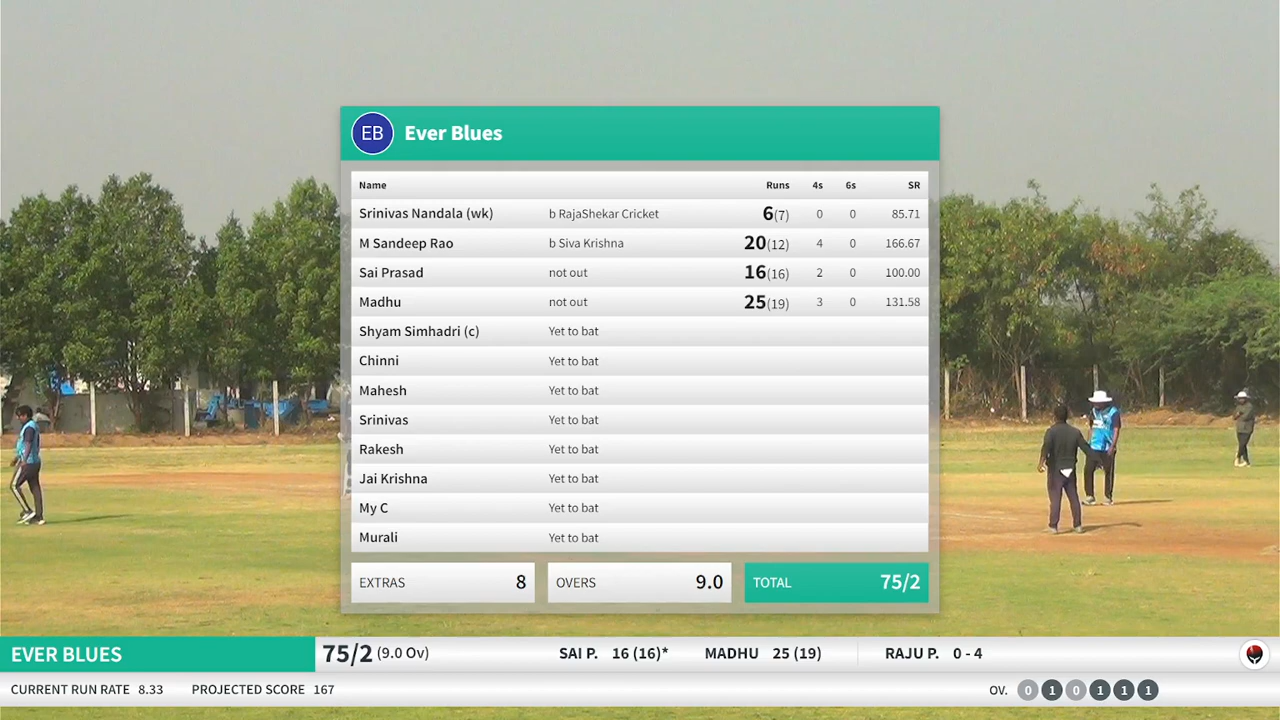 EB Ever Blues
Name Runs 4s 6s SR
Srinivas Nandala (wk) b RajaShekar Cricket 6(7) 0 0 85.71
M Sandeep Rao b Siva Krishna 20(12) 4 0 166.67
Sai Prasad not out 16(16) 2 0 100.00
Madhu not out 25(19) 3 0 131.58
Shyam Simhadri (c) Yet to bat
Chinni Yet to bat
Mahesh Yet to bat
Srinivas Yet to bat
Rakesh Yet to bat
Jai Krishna Yet to bat
My C Yet to bat
Murali Yet to bat
EXTRAS 8 OVERS 9.0 TOTAL 75/2
EVER BLUES 75/2 (9.0 Ov) SAI P. 16 (16)* MADHU 25 (19) RAJU P. 0 - 4
CURRENT RUN RATE 8.33 PROJECTED SCORE 167 OV. 0 1 0 1 1 1